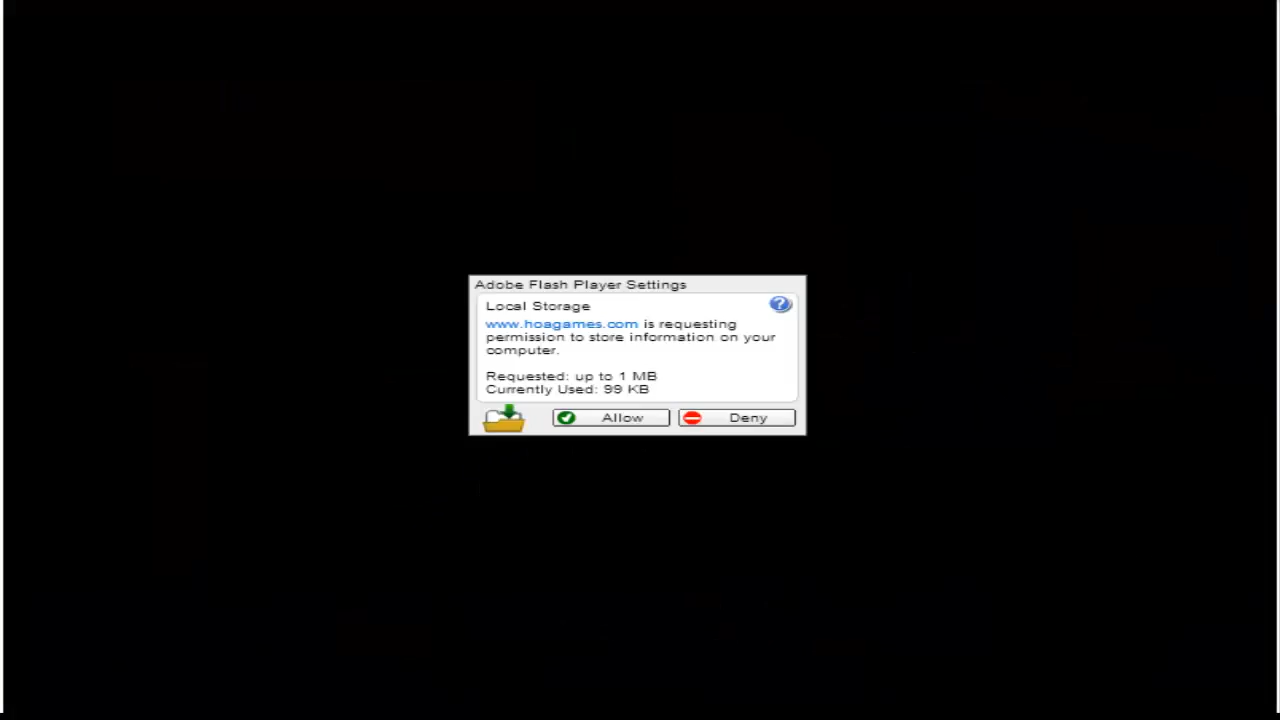 Adobe Flash Player Settings
Local Storage
www.hoagames.com is requesting
permission to store information on your
computer.
Requested: up to 1 MB
Currently Used: 99 KB
Allow Deny